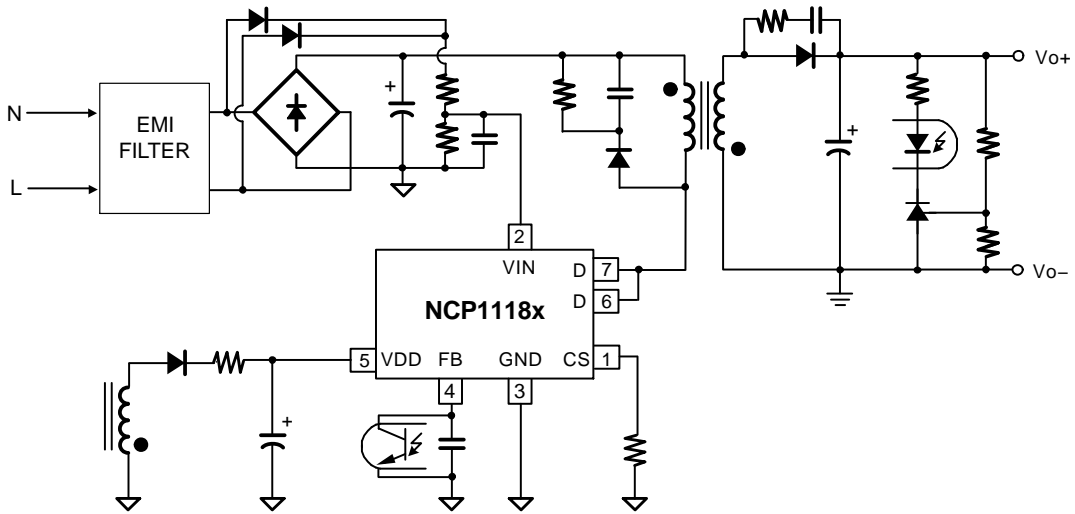 N
L
EMI
FILTER
+
+
+
Vo+
Vo–
2
VIN
D 7
D 6
NCP1118x
5 VDD FB GND CS 1
4 3
+